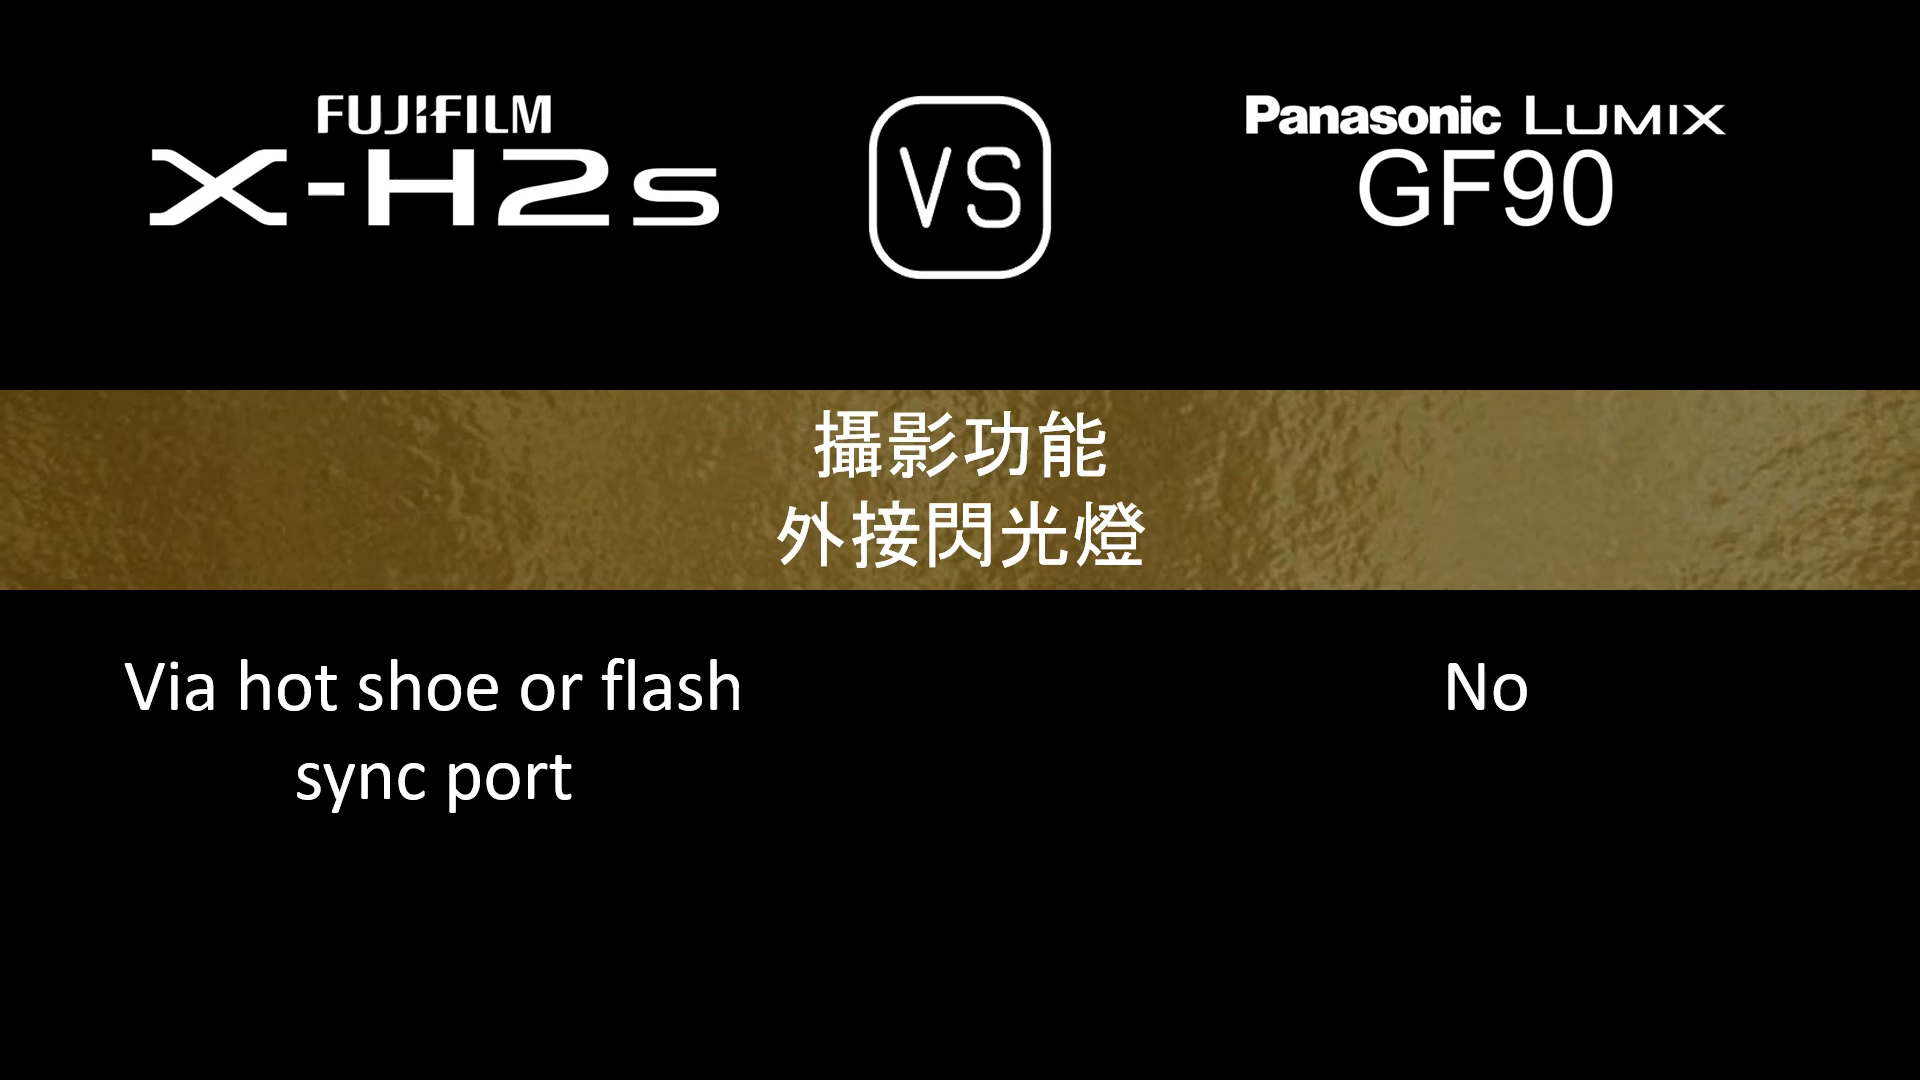 FUJIFILM
X-H2s
VS
Panasonic LUMIX
GF90
攝影功能
外接閃光燈
Via hot shoe or flash
sync port
No